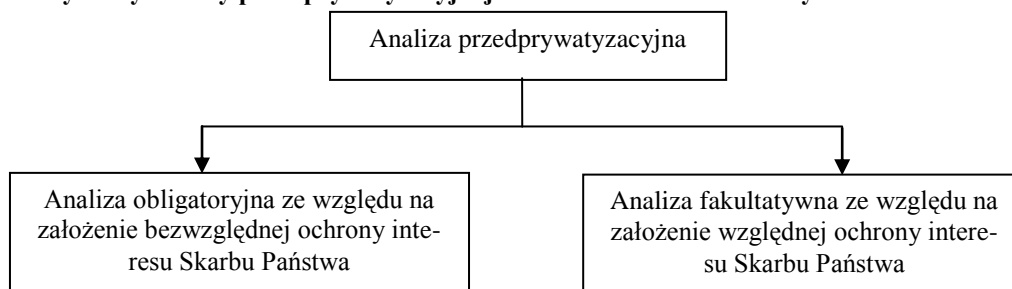 Analiza przedprywatyzacyjna
Analiza obligatoryjna ze względu na
założenie bezwzględnej ochrony inte-
resu Skarbu Państwa
Analiza fakultatywna ze względu na
założenie względnej ochrony intere-
su Skarbu Państwa